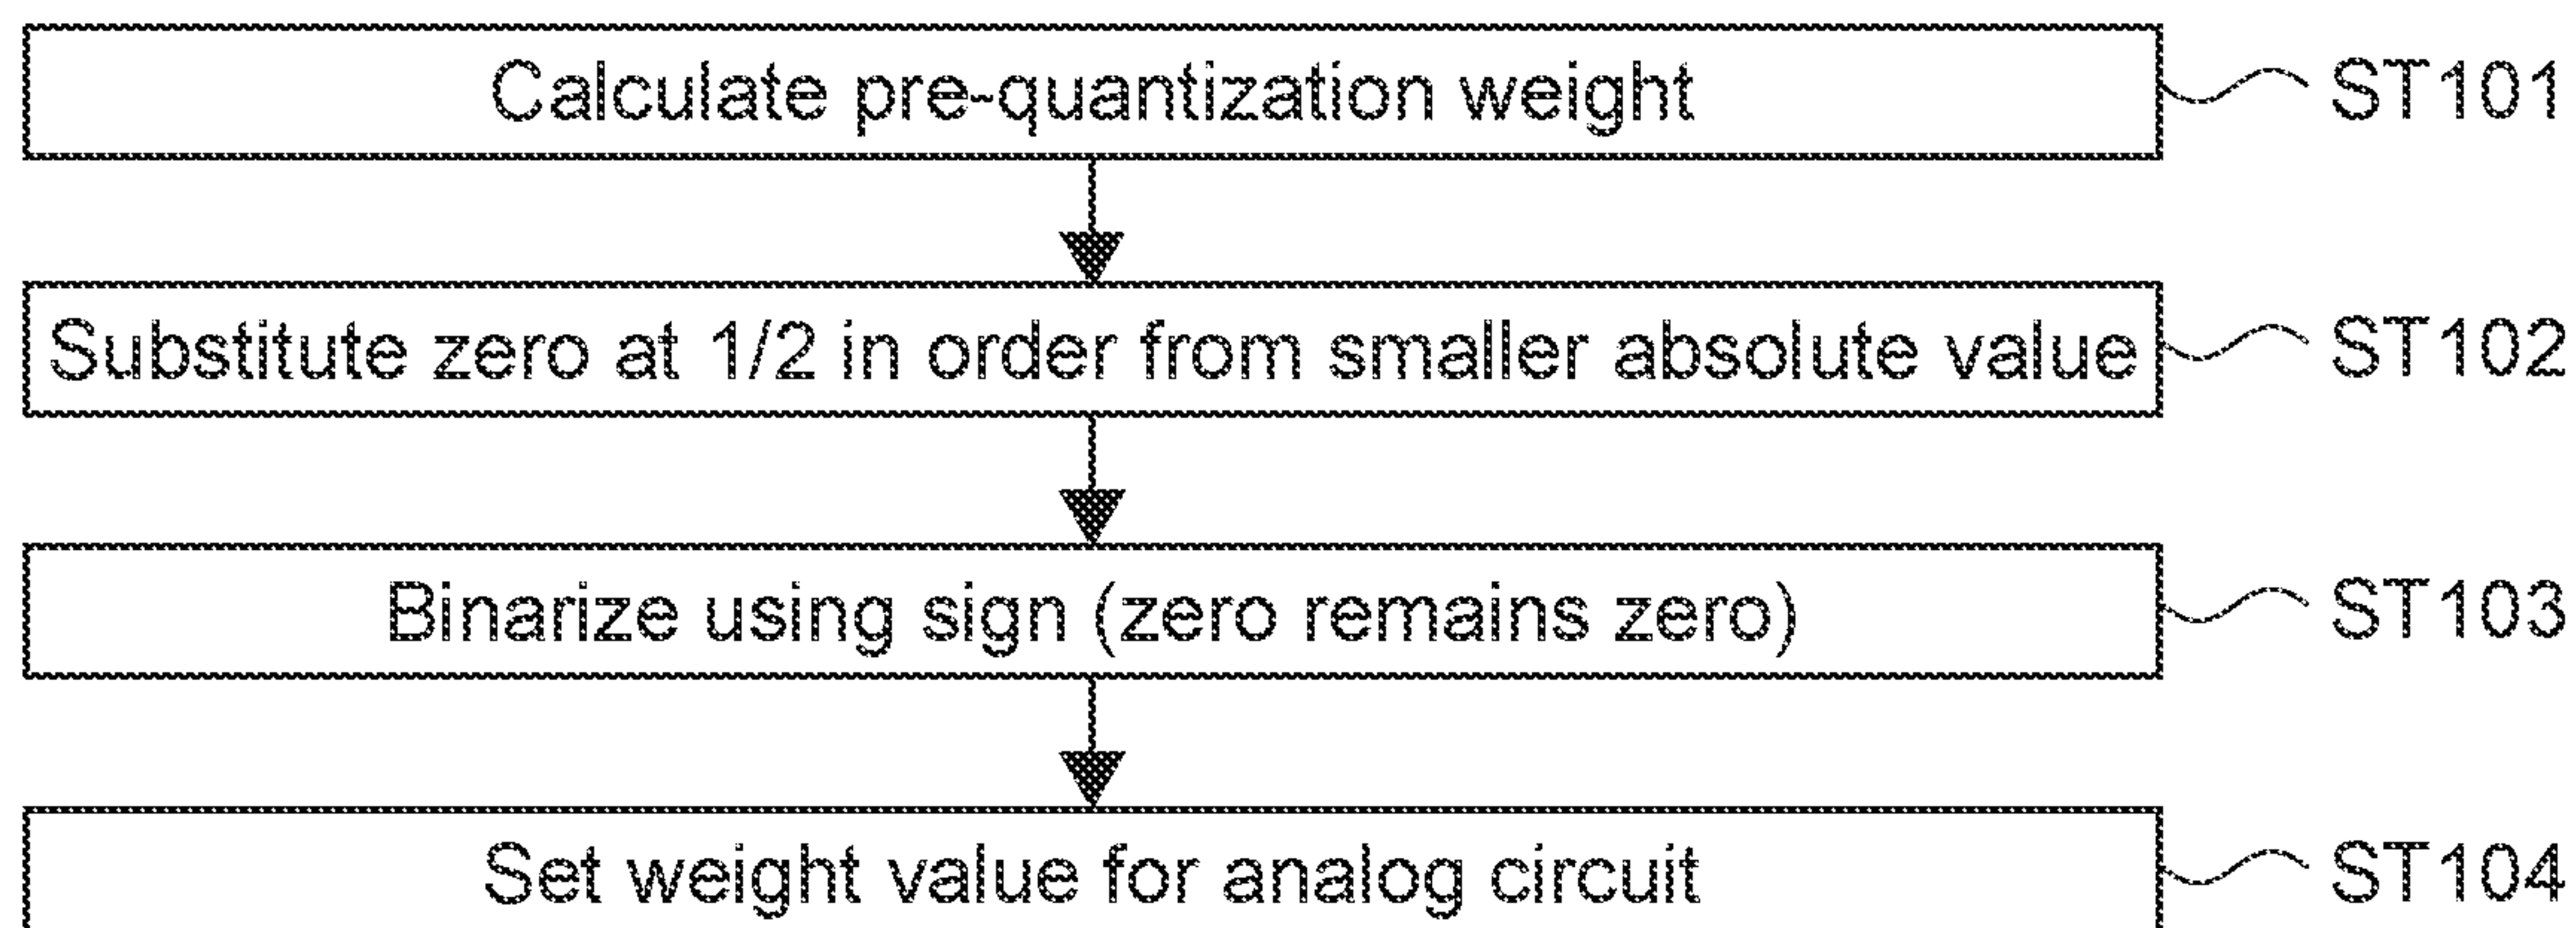 Calculate pre-quantization weight ST101
Substitute zero at 1/2 in order from smaller absolute value ST102
Binarize using sign (zero remains zero) ST103
Set weight value for analog circuit ST104